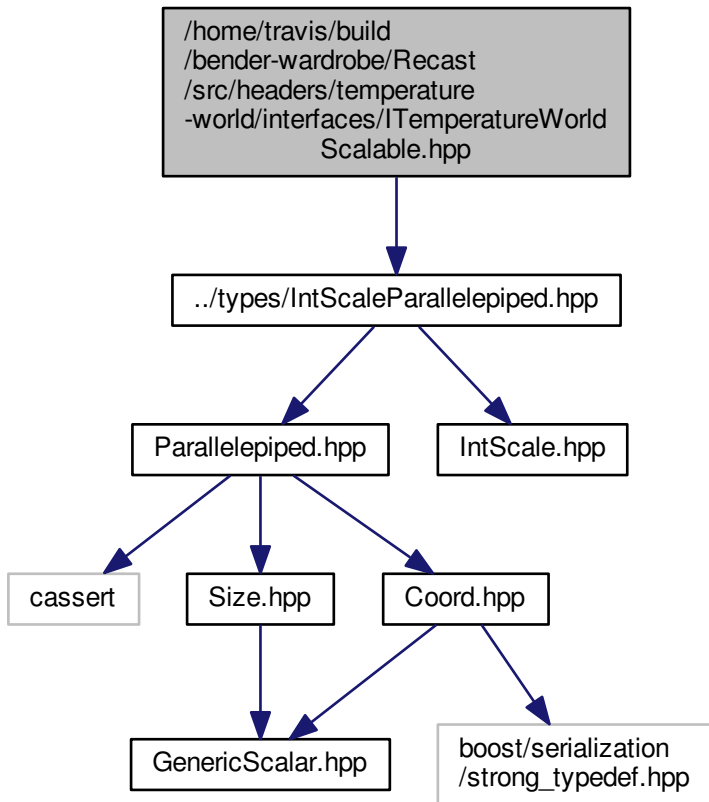 /home/travis/build
/bender-wardrobe/Recast
/src/headers/temperature
-world/interfaces/ITemperatureWorld
Scalable.hpp
../types/IntScaleParallelepiped.hpp
Parallelepiped.hpp
IntScale.hpp
cassert
Size.hpp
Coord.hpp
GenericScalar.hpp
boost/serialization
/strong_typedef.hpp